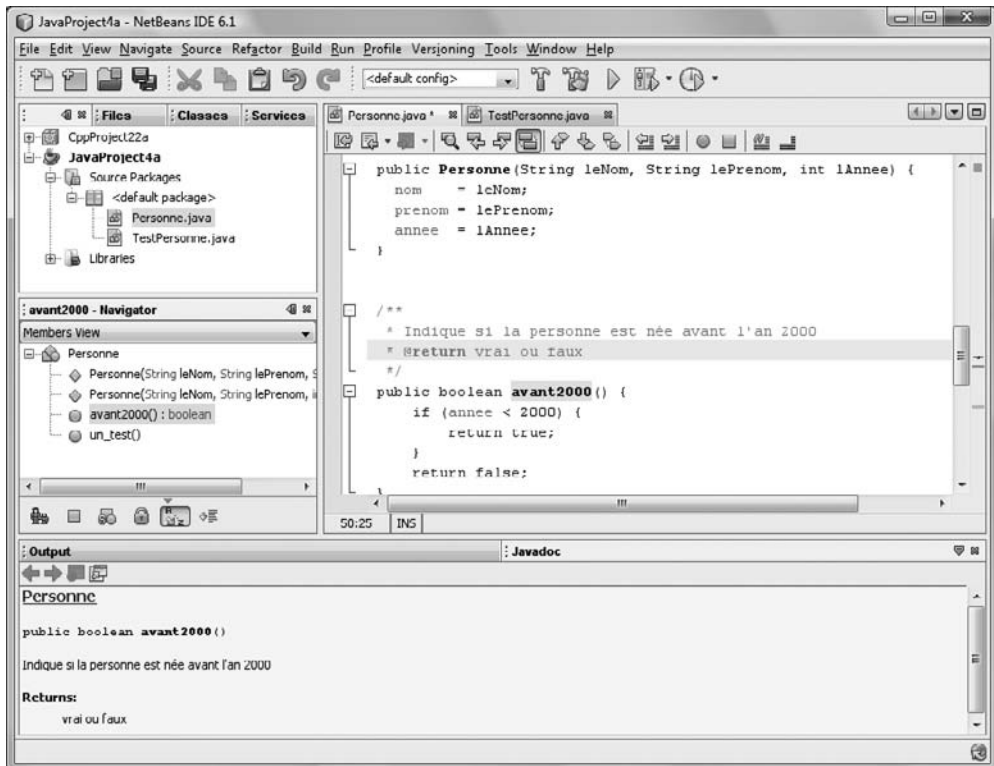 JavaProject4a - NetBeans IDE 6.1
File Edit View Navigate Source Refactor Build Run Profile Versioning Tools Window Help
<default config>
Files Classes Services
CppProject22a
JavaProject4a
Source Packages
<default package>
Personne.java
TestPersonne.java
Libraries
avant2000 - Navigator
Members View
Personne
Personne(String leNom, String lePrenom, S
Personne(String leNom, String lePrenom, i
avant2000() : boolean
un_test()
Personne.java * TestPersonne.java
public Personne(String leNom, String lePrenom, int lAnnee) {
nom = leNom;
prenom = lePrenom;
annee = lAnnee;
}
/**
* Indique si la personne est née avant l'an 2000
* @return vrai ou faux
*/
public boolean avant2000() {
if (annee < 2000) {
return true;
}
return false;
}
50:25 INS
Output
Javadoc
Personne
public boolean avant2000()
Indique si la personne est née avant l'an 2000
Returns:
vrai ou faux